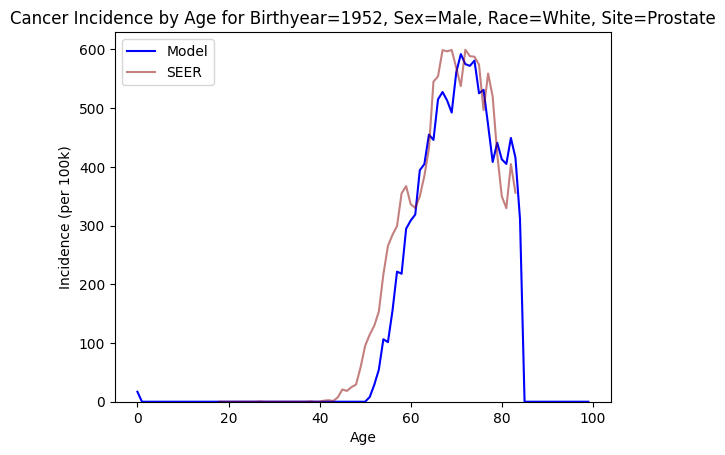 Cancer Incidence by Age for Birthyear=1952, Sex=Male, Race=White, Site=Prostate
Model
SEER
600
500
400
300
200
100
0
Incidence (per 100k)
0 20 40 60 80 100
Age